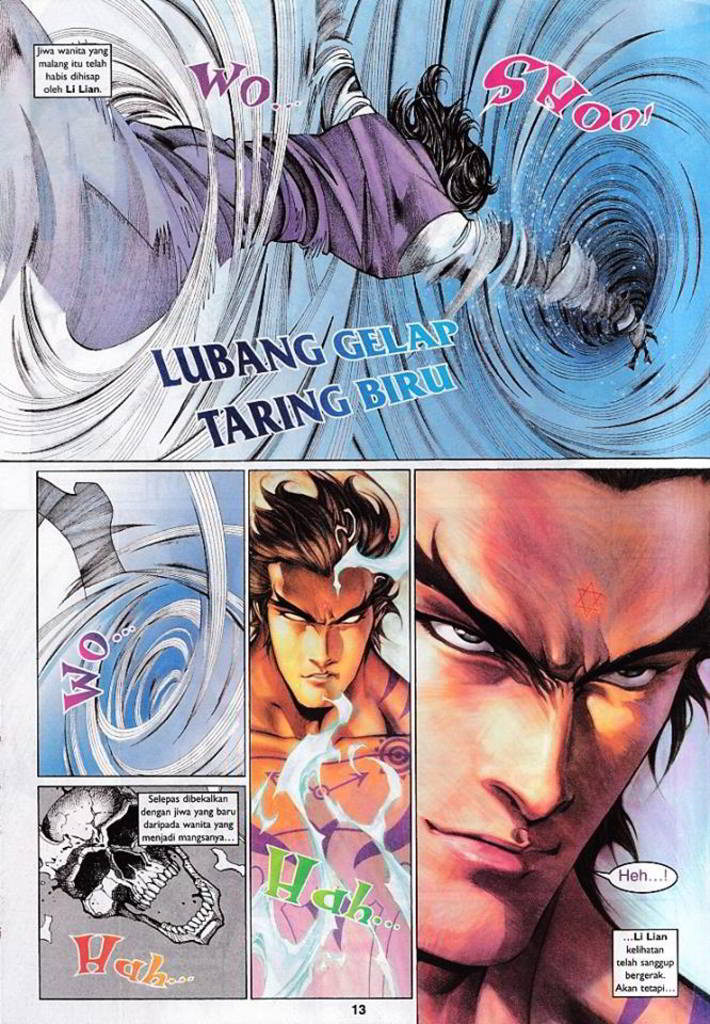 Jiwa wanita yang
malang itu telah
habis dihisap
oleh Li Lian.
WO...
SHOO!
LUBANG GELAP
TARING BIRU
WO...
Selepas dibekalkan
dengan jiwa yang baru
daripada wanita yang
menjadi mangsanya...
Hah...
Hah...
Heh...!
...Li Lian
kelihatan
telah sanggup
bergerak.
Akan tetapi...
13